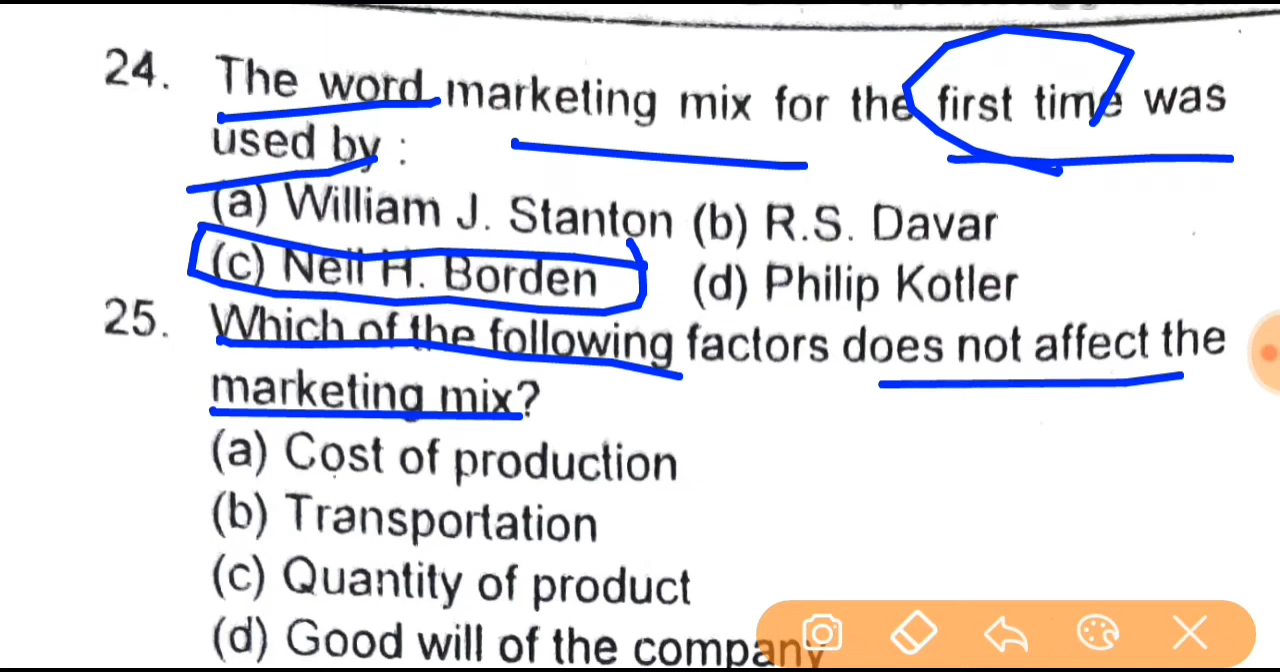 24. The word marketing mix for the first time was
used by :
(a) William J. Stanton (b) R.S. Davar
(c) Neil H. Borden (d) Philip Kotler
25. Which of the following factors does not affect the
marketing mix?
(a) Cost of production
(b) Transportation
(c) Quantity of product
(d) Good will of the company